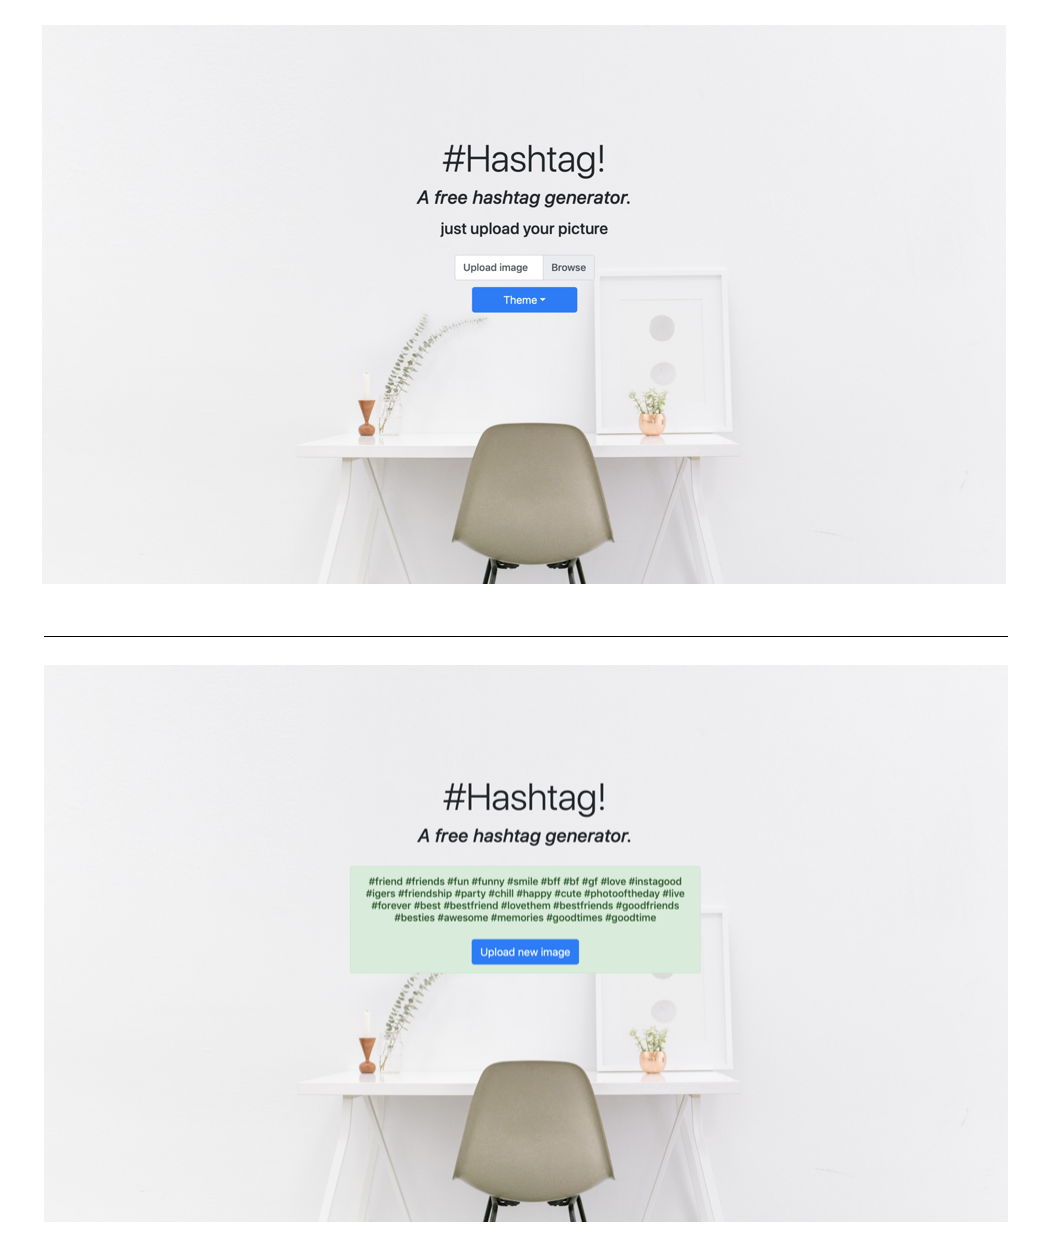 #Hashtag!
A free hashtag generator.
just upload your picture
Upload image Browse
Theme
#Hashtag!
A free hashtag generator.
#friend #friends #fun #funny #smile #bff #bf #gf #love #instagood
#igers #friendship #party #chill #happy #cute #photooftheday #live
#forever #best #bestfriend #lovethem #bestfriends #goodfriends
#besties #awesome #memories #goodtimes #goodtime
Upload new image